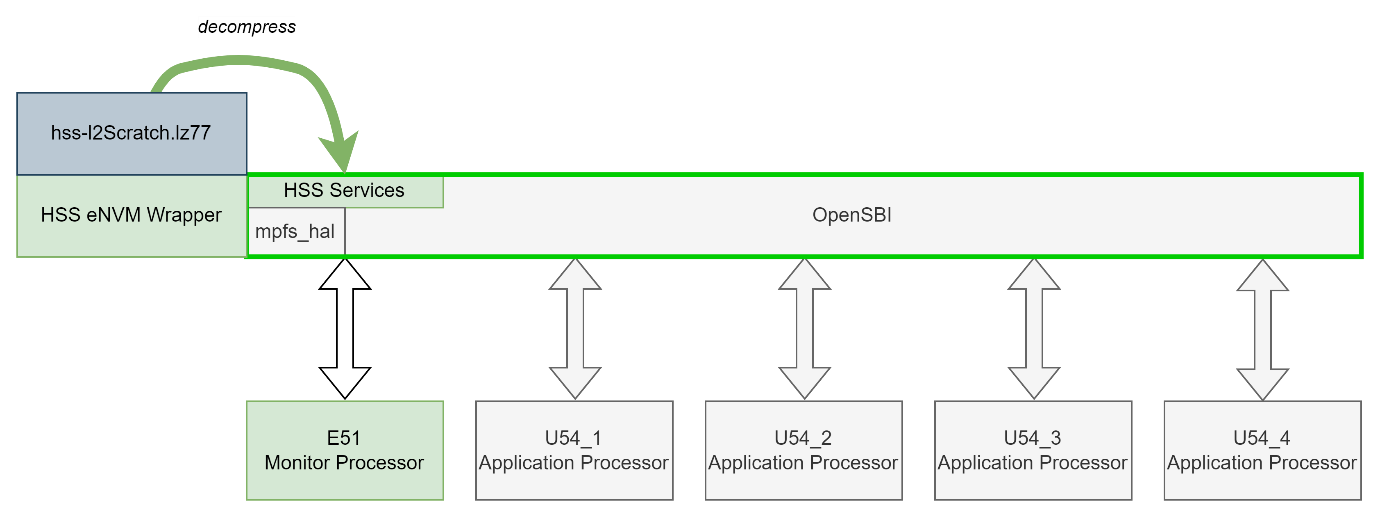 decompress
hss-l2Scratch.lz77
HSS eNVM Wrapper
HSS Services
mpfs_hal
OpenSBI
E51
Monitor Processor
U54_1
Application Processor
U54_2
Application Processor
U54_3
Application Processor
U54_4
Application Processor